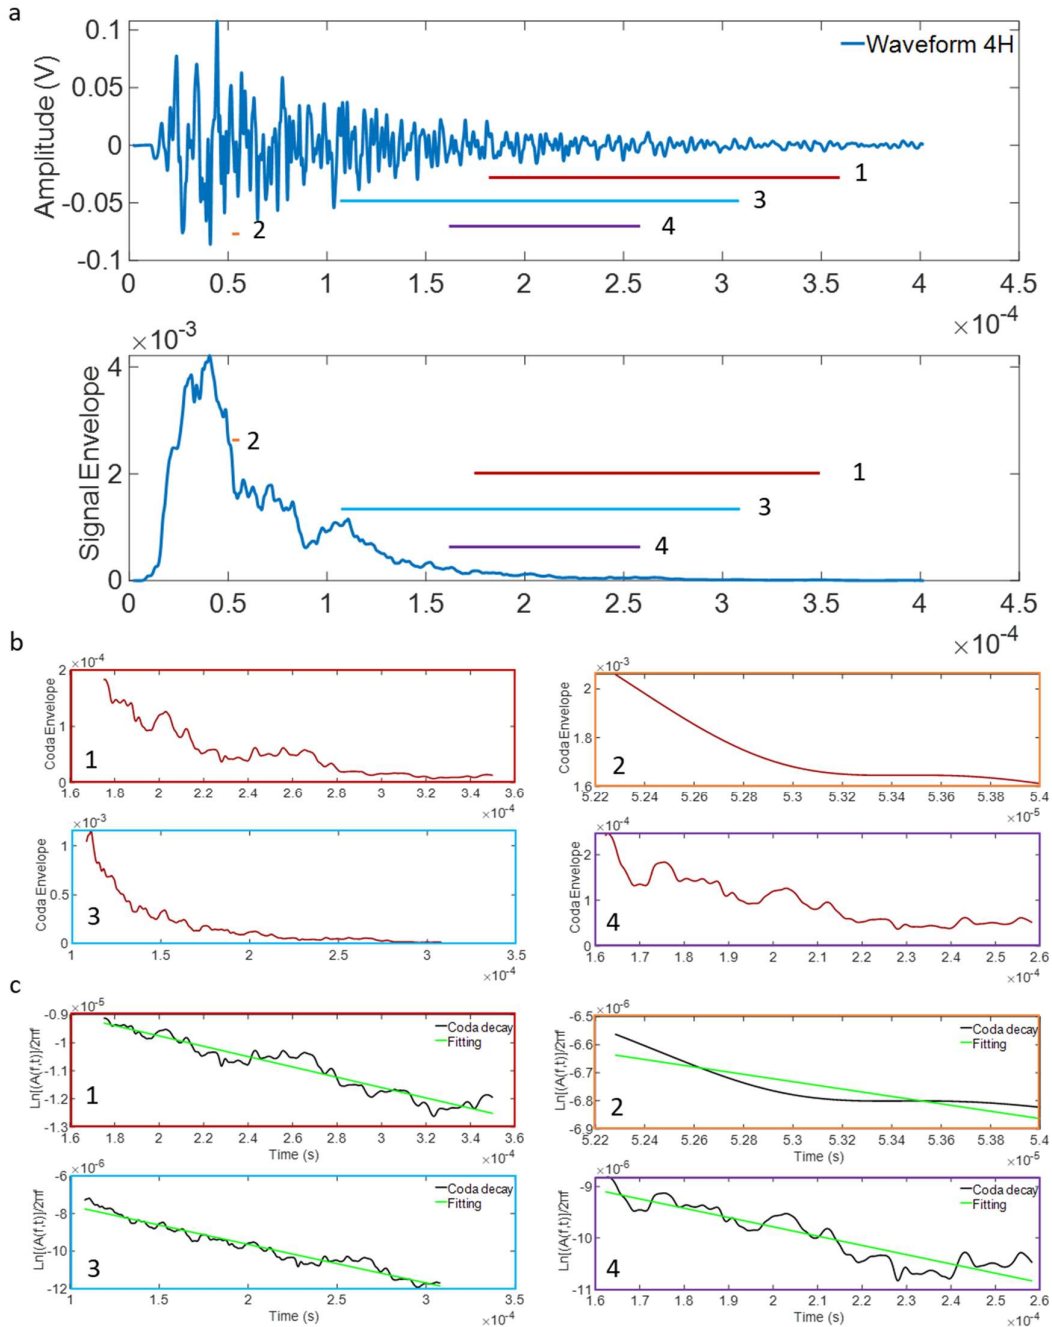 a
Waveform 4H
Amplitude (V)
0.1
0.05
0
-0.05
-0.1
1
3
4
2
0 0.5 1 1.5 2 2.5 3 3.5 4 4.5
×10-4
×10-3
Signal Envelope
4
2
0
2
1
3
4
0 0.5 1 1.5 2 2.5 3 3.5 4 4.5
×10-4
b
×10-4
Coda Envelope
2
1
0
1
1.6 1.8 2 2.2 2.4 2.6 2.8 3 3.2 3.4 3.6
×10-4
×10-3
Coda Envelope
2
1.8
1.6
2
5.22 5.24 5.26 5.28 5.3 5.32 5.34 5.36 5.38 5.4
×10-5
×10-3
Coda Envelope
1
0.5
0
3
1 1.5 2 2.5 3 3.5
×10-4
×10-4
Coda Envelope
2
1
0
4
1.6 1.7 1.8 1.9 2 2.1 2.2 2.3 2.4 2.5 2.6
×10-4
c
×10-5
Ln[(A(f,t)]/2πf
-0.9
-1
-1.1
-1.2
-1.3
Coda decay
Fitting
1
1.6 1.8 2 2.2 2.4 2.6 2.8 3 3.2 3.4 3.6
Time (s)
×10-4
×10-6
Ln[(A(f,t)]/2πf
-6.5
-6.6
-6.7
-6.8
-6.9
Coda decay
Fitting
2
5.22 5.24 5.26 5.28 5.3 5.32 5.34 5.36 5.38 5.4
Time (s)
×10-5
×10-6
Ln[(A(f,t)]/2πf
-6
-8
-10
-12
Coda decay
Fitting
3
1 1.5 2 2.5 3 3.5
Time (s)
×10-4
×10-6
Ln[(A(f,t)]/2πf
-9
-10
-11
Coda decay
Fitting
4
1.6 1.7 1.8 1.9 2 2.1 2.2 2.3 2.4 2.5 2.6
Time (s)
×10-4